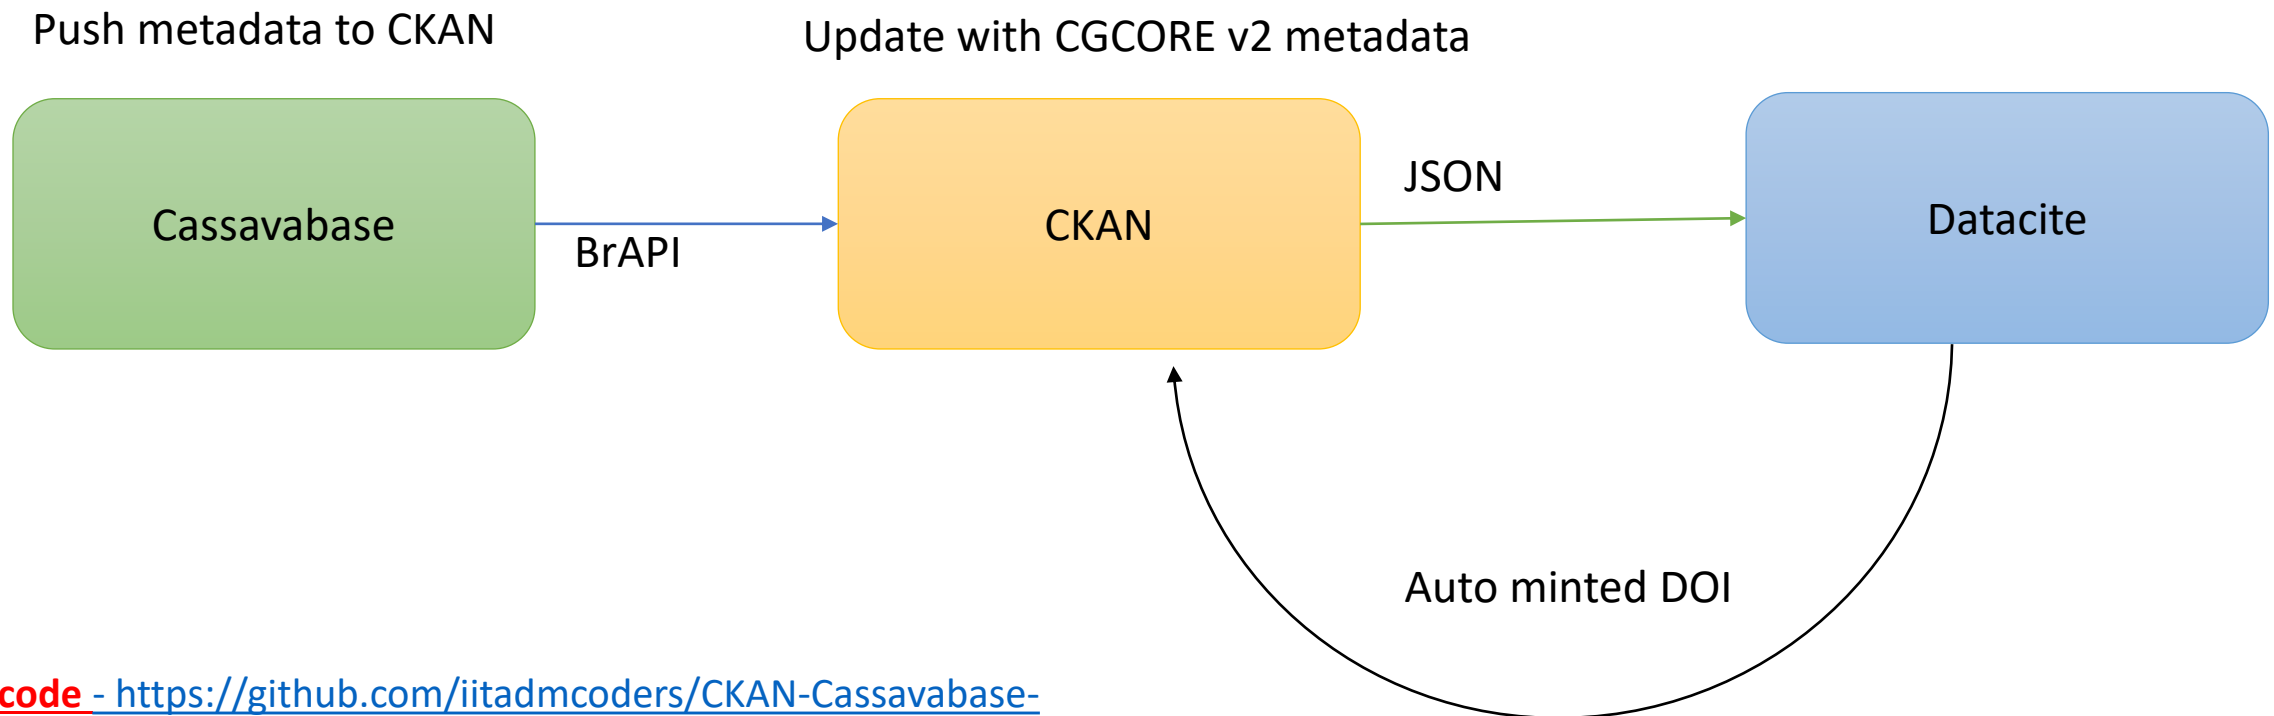 Push metadata to CKAN
Update with CGCORE v2 metadata
Cassavabase
BrAPI
CKAN
JSON
Datacite
Auto minted DOI
code - https://github.com/iitadmcoders/CKAN-Cassavabase-